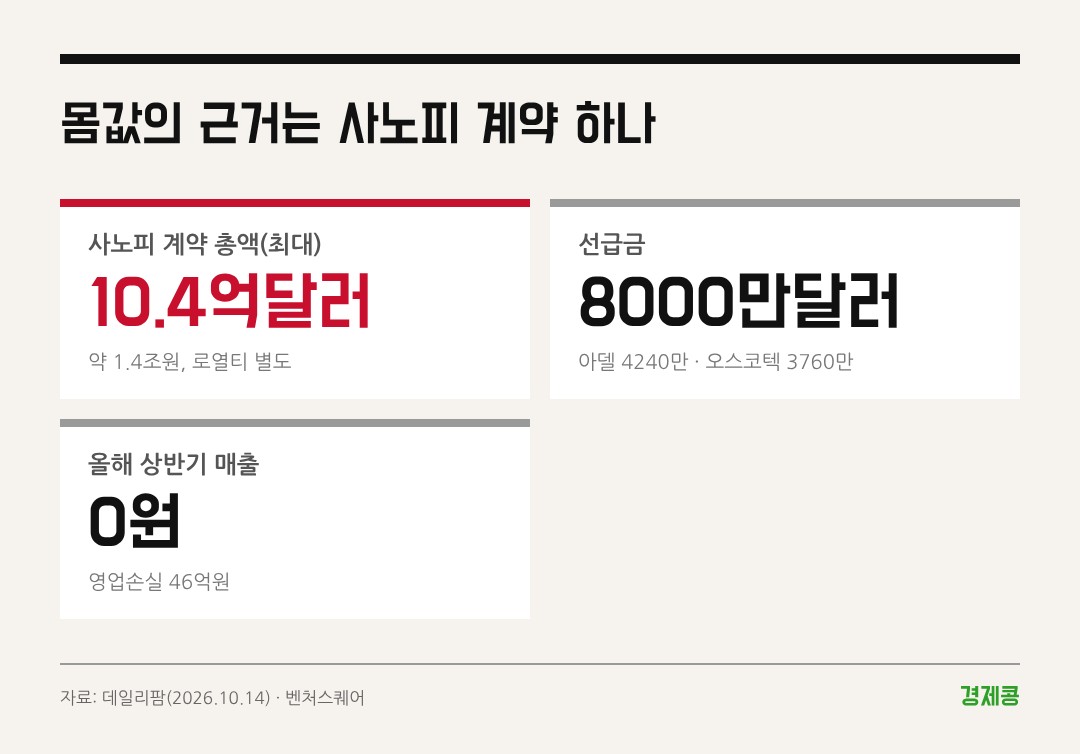 몸값의 근거는 사노피 계약 하나
사노피 계약 총액(최대)
10.4억달러
약 1.4조원, 로열티 별도
선급금
8000만달러
아델 4240만 · 오스코텍 3760만
올해 상반기 매출
0원
영업손실 46억원
자료: 데일리팜(2026.10.14) · 벤처스퀘어
경제콩